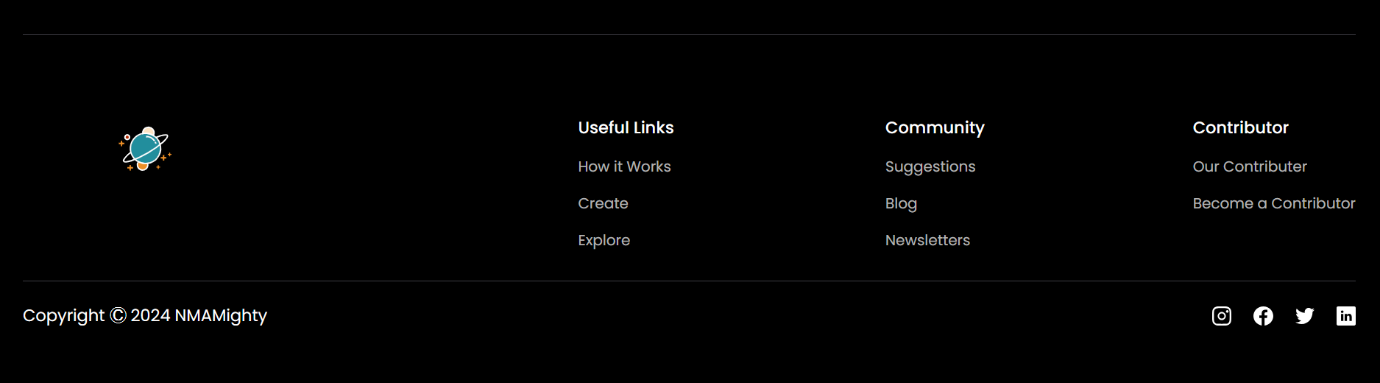 Useful Links
How it Works
Create
Explore
Community
Suggestions
Blog
Newsletters
Contributor
Our Contributer
Become a Contributor
Copyright © 2024 NMAMighty